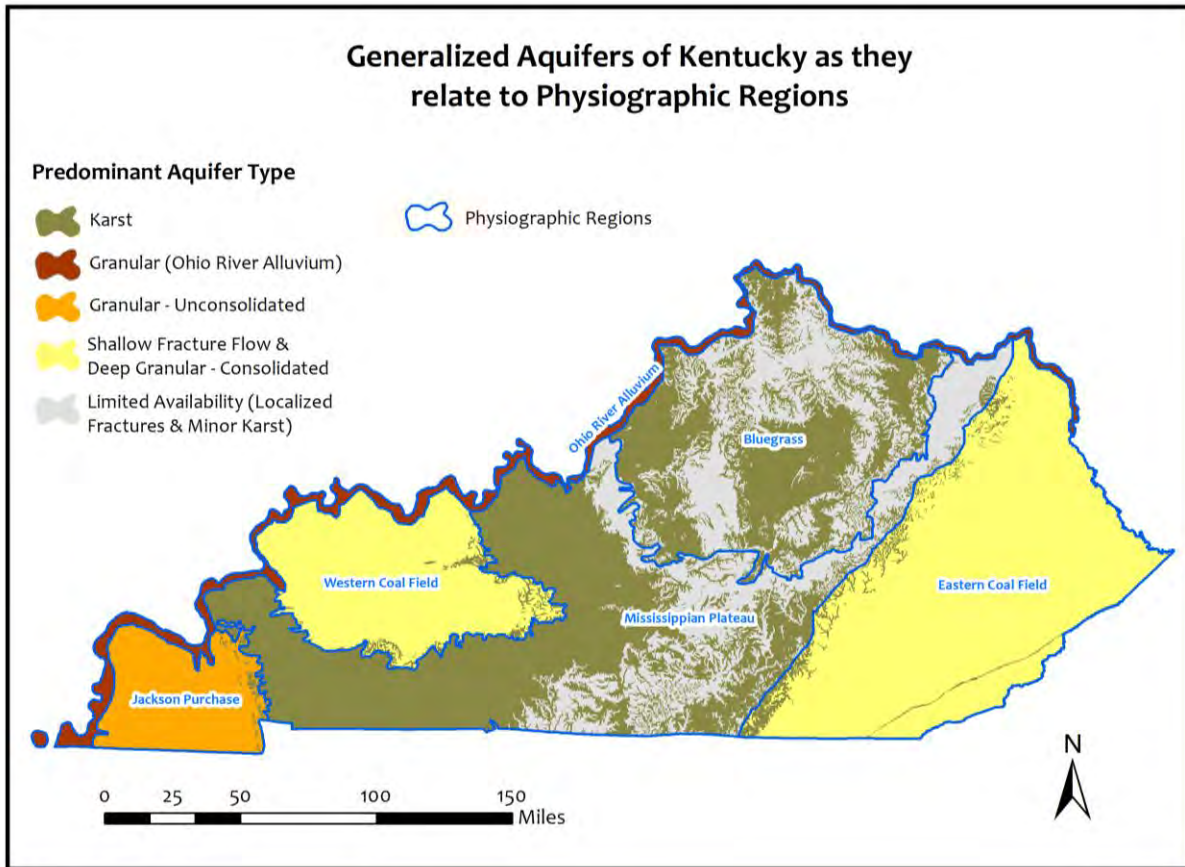 Generalized Aquifers of Kentucky as they
relate to Physiographic Regions
Predominant Aquifer Type
Karst
Physiographic Regions
Granular (Ohio River Alluvium)
Granular - Unconsolidated
Shallow Fracture Flow &
Deep Granular - Consolidated
Limited Availability (Localized
Fractures & Minor Karst)
Ohio River Alluvium
Bluegrass
Western Coal Field
Eastern Coal Field
Mississippian Plateau
Jackson Purchase
N
0 25 50 100 150
Miles